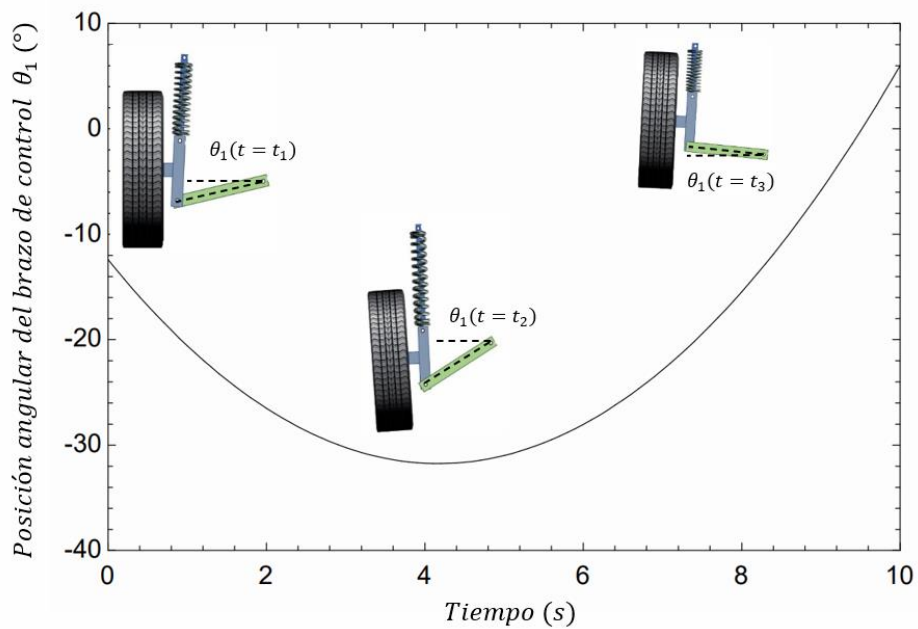 Posición angular del brazo de control θ₁ (°)
10
0
-10
-20
-30
-40
θ₁(t = t₁)
θ₁(t = t₃)
θ₁(t = t₂)
0
2
4
6
8
10
Tiempo (s)